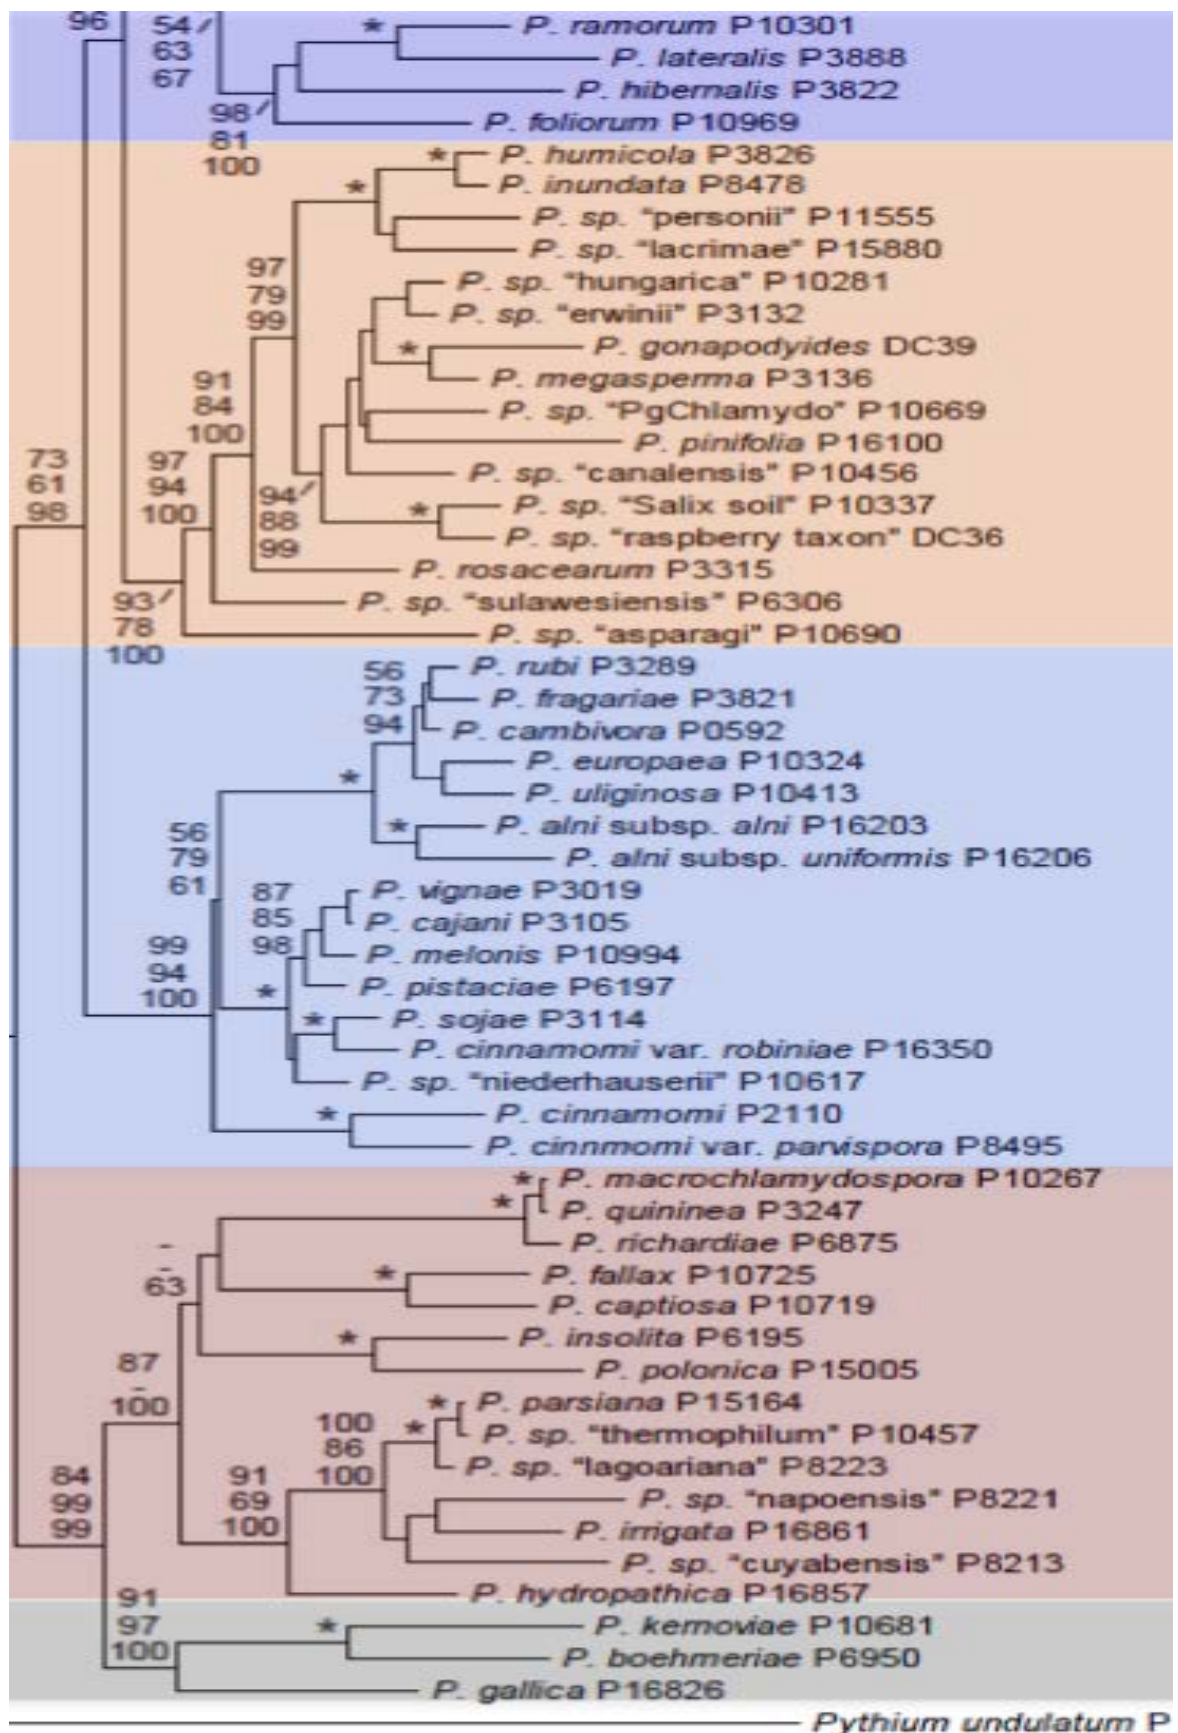 96 54 * P. ramorum P10301
63 P. lateralis P3888
67 P. hibernalis P3822
98 P. foliorum P10969
81
100 * P. humicola P3826
* P. inundata P8478
P. sp. "personii" P11555
P. sp. "lacrimae" P15880
97 P. sp. "hungarica" P10281
79 P. sp. "erwinii" P3132
99 * P. gonapodyides DC39
91 P. megasperma P3136
84 P. sp. "PgChlamydo" P10669
100 P. pinifolia P16100
73 97 P. sp. "canalensis" P10456
61 94 94 * P. sp. "Salix soil" P10337
98 100 88 P. sp. "raspberry taxon" DC36
99 P. rosacearum P3315
93 P. sp. "sulawesiensis" P6306
78 P. sp. "asparagi" P10690
100
56 P. rubi P3289
73 P. fragariae P3821
94 P. cambivora P0592
* P. europaea P10324
P. uliginosa P10413
56 * P. alni subsp. alni P16203
79 P. alni subsp. uniformis P16206
61 87 P. vignae P3019
85 P. cajani P3105
99 98 P. melonis P10994
94 P. pistaciae P6197
100 * * P. sojae P3114
P. cinnamomi var. robiniae P16350
P. sp. "niederhauserii" P10617
* P. cinnamomi P2110
P. cinnmomi var. parvispora P8495
* P. macrochlamydospora P10267
* P. quininea P3247
- P. richardiae P6875
-
63 * P. fallax P10725
P. captiosa P10719
* P. insolita P6195
87 P. polonica P15005
-
100 * P. parsiana P15164
100 * P. sp. "thermophilum" P10457
86
84 91 100 P. sp. "lagoariana" P8223
99 69 P. sp. "napoensis" P8221
99 100 P. irrigata P16861
P. sp. "cuyabensis" P8213
91 P. hydropathica P16857
97 * P. kernoviae P10681
100 P. boehmeriae P6950
P. gallica P16826
Pythium undulatum P